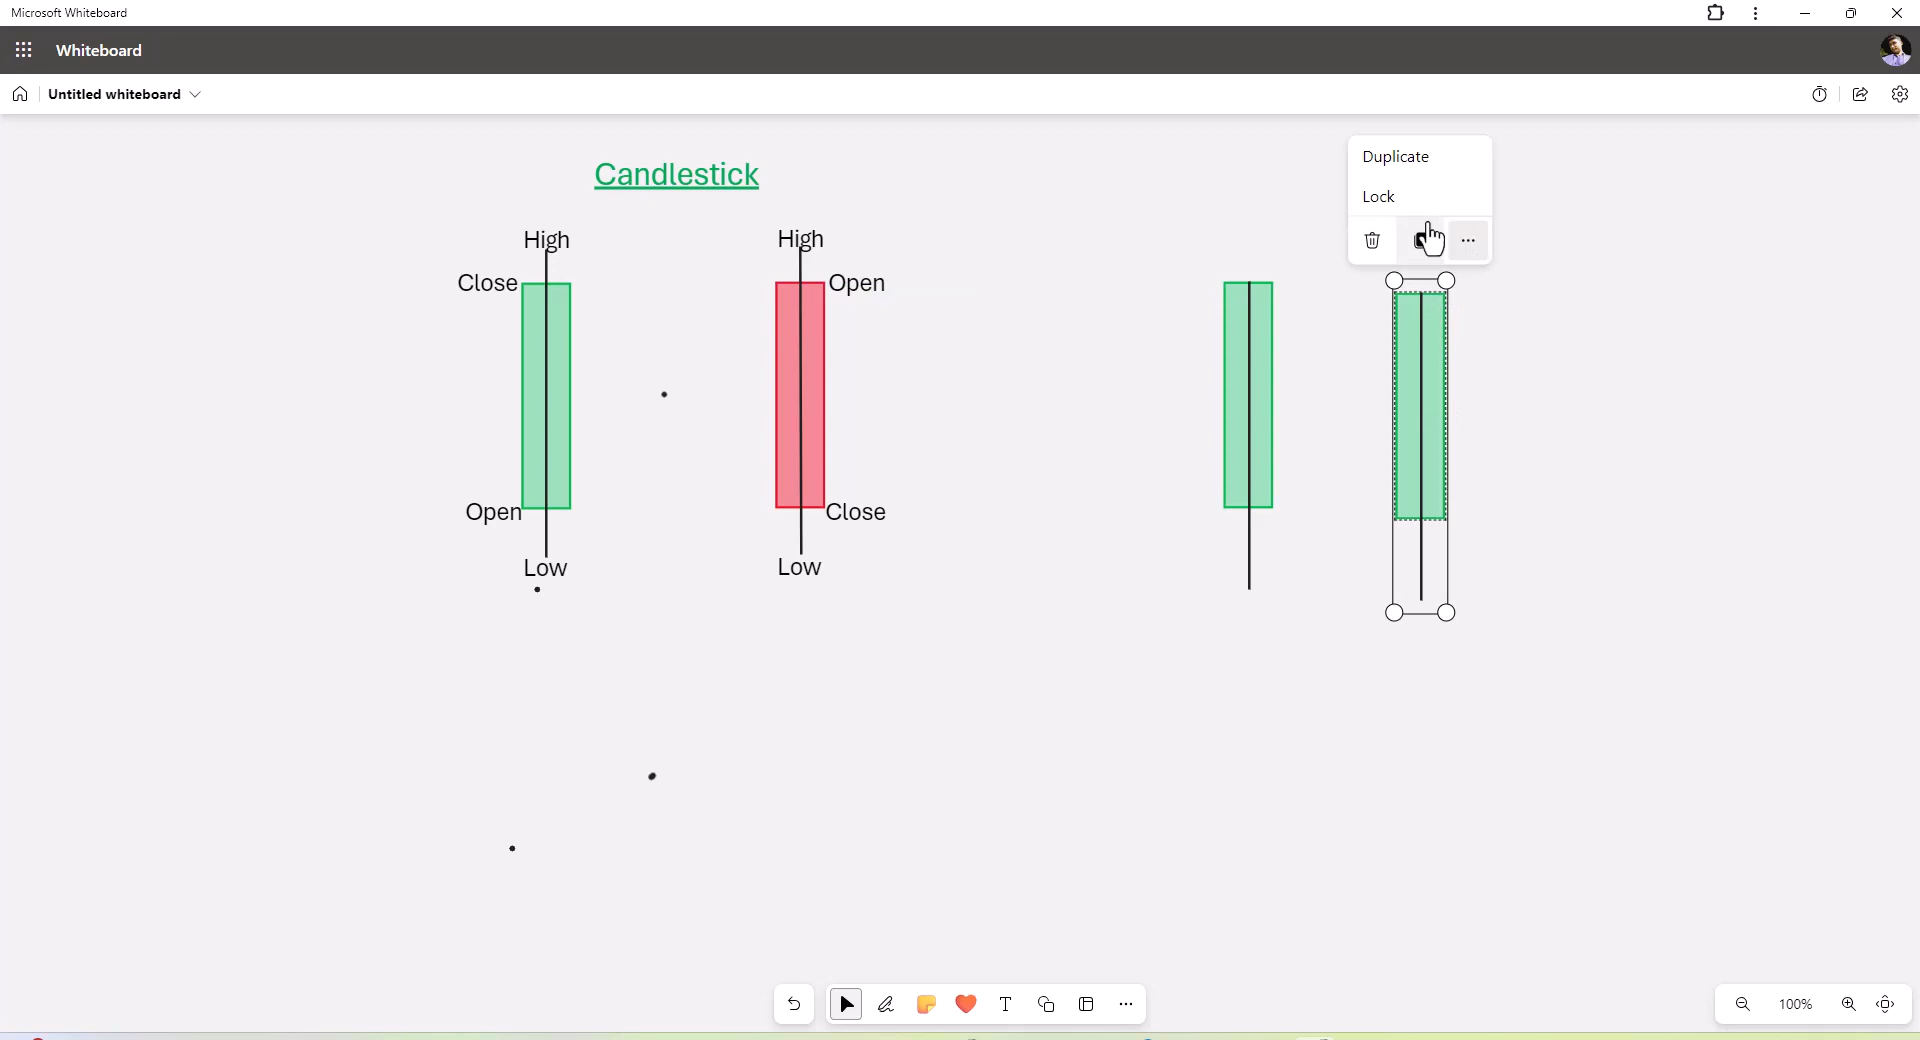 Microsoft Whiteboard
Whiteboard
Untitled whiteboard
Duplicate
Lock
Candlestick
High
High
Close
Open
Open
Close
Low
Low
T
100%